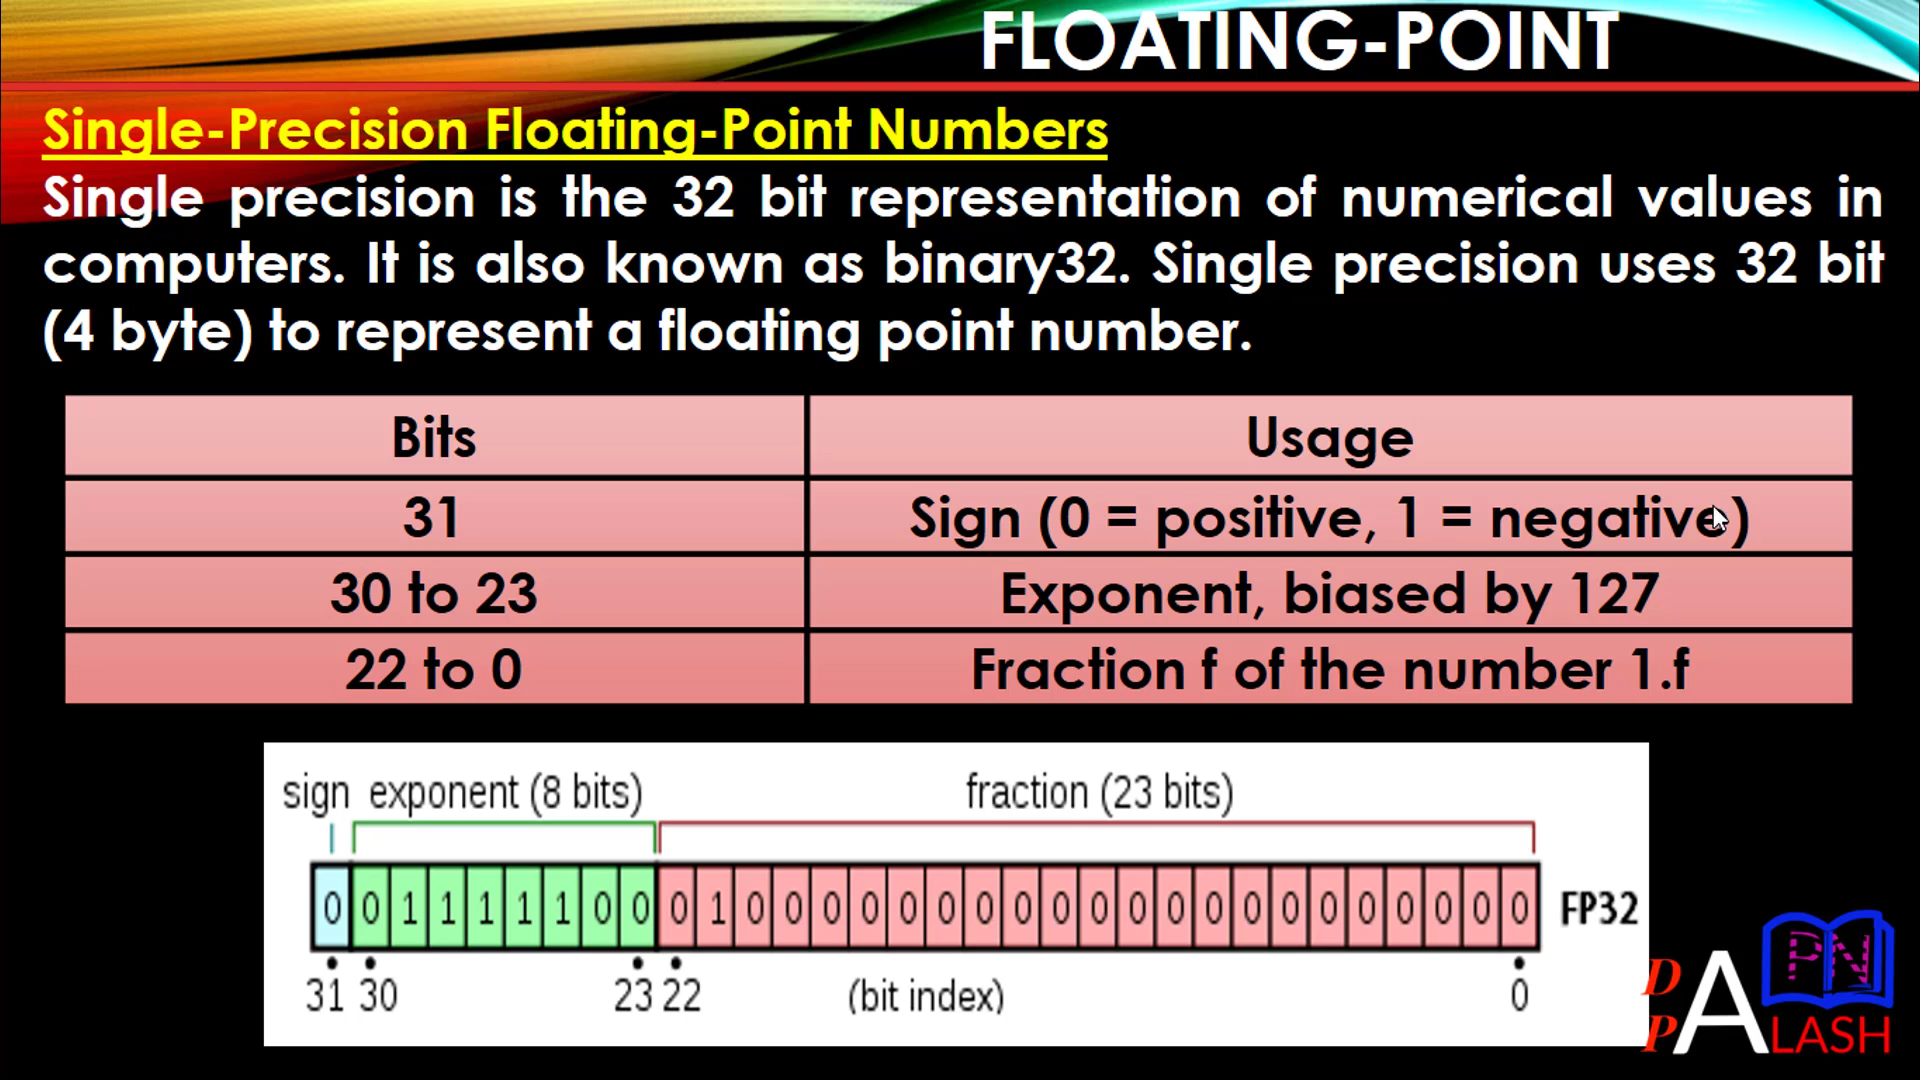 FLOATING-POINT
Single-Precision Floating-Point Numbers
Single precision is the 32 bit representation of numerical values in
computers. It is also known as binary32. Single precision uses 32 bit
(4 byte) to represent a floating point number.
Bits Usage
31 Sign (0 = positive, 1 = negative)
30 to 23 Exponent, biased by 127
22 to 0 Fraction f of the number 1.f
sign exponent (8 bits) fraction (23 bits)
0 0 1 1 1 1 1 0 0 0 1 0 0 0 0 0 0 0 0 0 0 0 0 0 0 0 0 0 0 0 0 0 FP32
31 30 23 22 (bit index) 0
PN
D
P A LASH